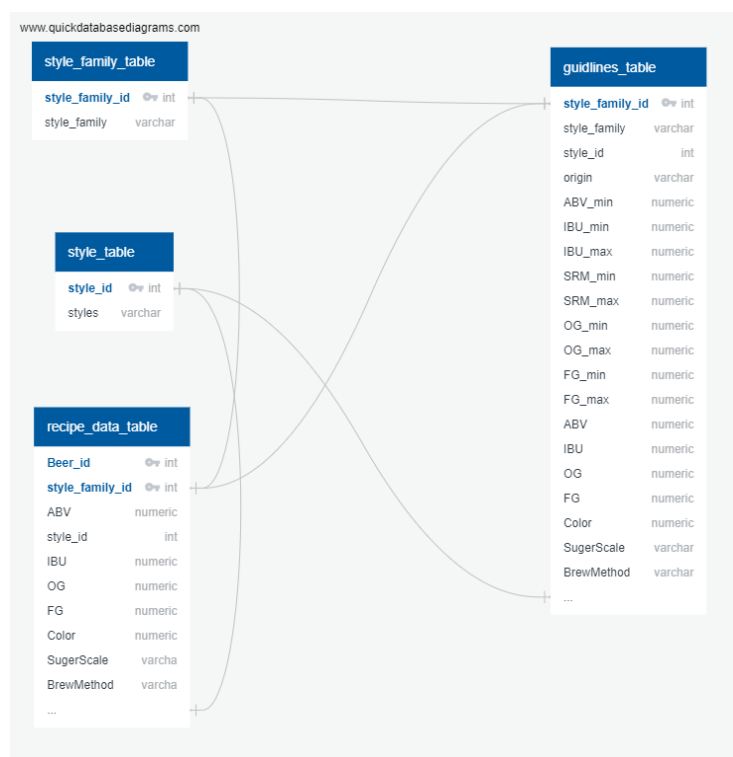 www.quickdatabasediagrams.com
style_family_table
style_family_id int
style_family varchar
style_table
style_id int
styles varchar
recipe_data_table
Beer_id int
style_family_id int
ABV numeric
style_id int
IBU numeric
OG numeric
FG numeric
Color numeric
SugerScale varcha
BrewMethod varcha
...
guidlines_table
style_family_id int
style_family varchar
style_id int
origin varchar
ABV_min numeric
IBU_min numeric
IBU_max numeric
SRM_min numeric
SRM_max numeric
OG_min numeric
OG_max numeric
FG_min numeric
FG_max numeric
ABV numeric
IBU numeric
OG numeric
FG numeric
Color numeric
SugerScale varchar
BrewMethod varchar
...